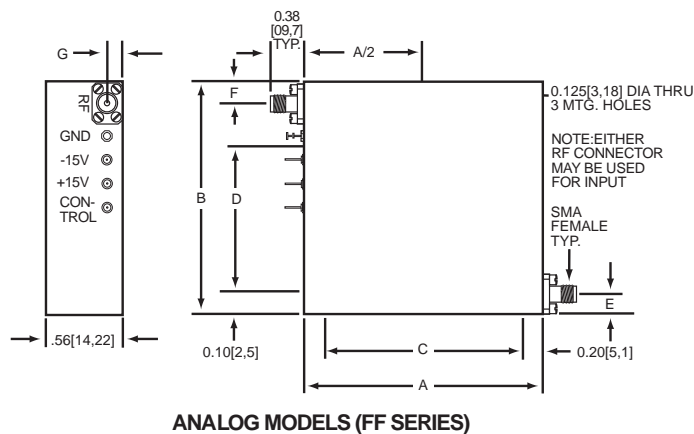 0.38
[09,7]
TYP.
G
A/2
F
RF
GND
-15V
+15V
CON-
TROL
B
D
0.125[3,18] DIA THRU
3 MTG. HOLES
NOTE:EITHER
RF CONNECTOR
MAY BE USED
FOR INPUT
SMA
FEMALE
TYP.
E
.56[14,22]
0.10[2,5]
C
0.20[5,1]
A
ANALOG MODELS (FF SERIES)